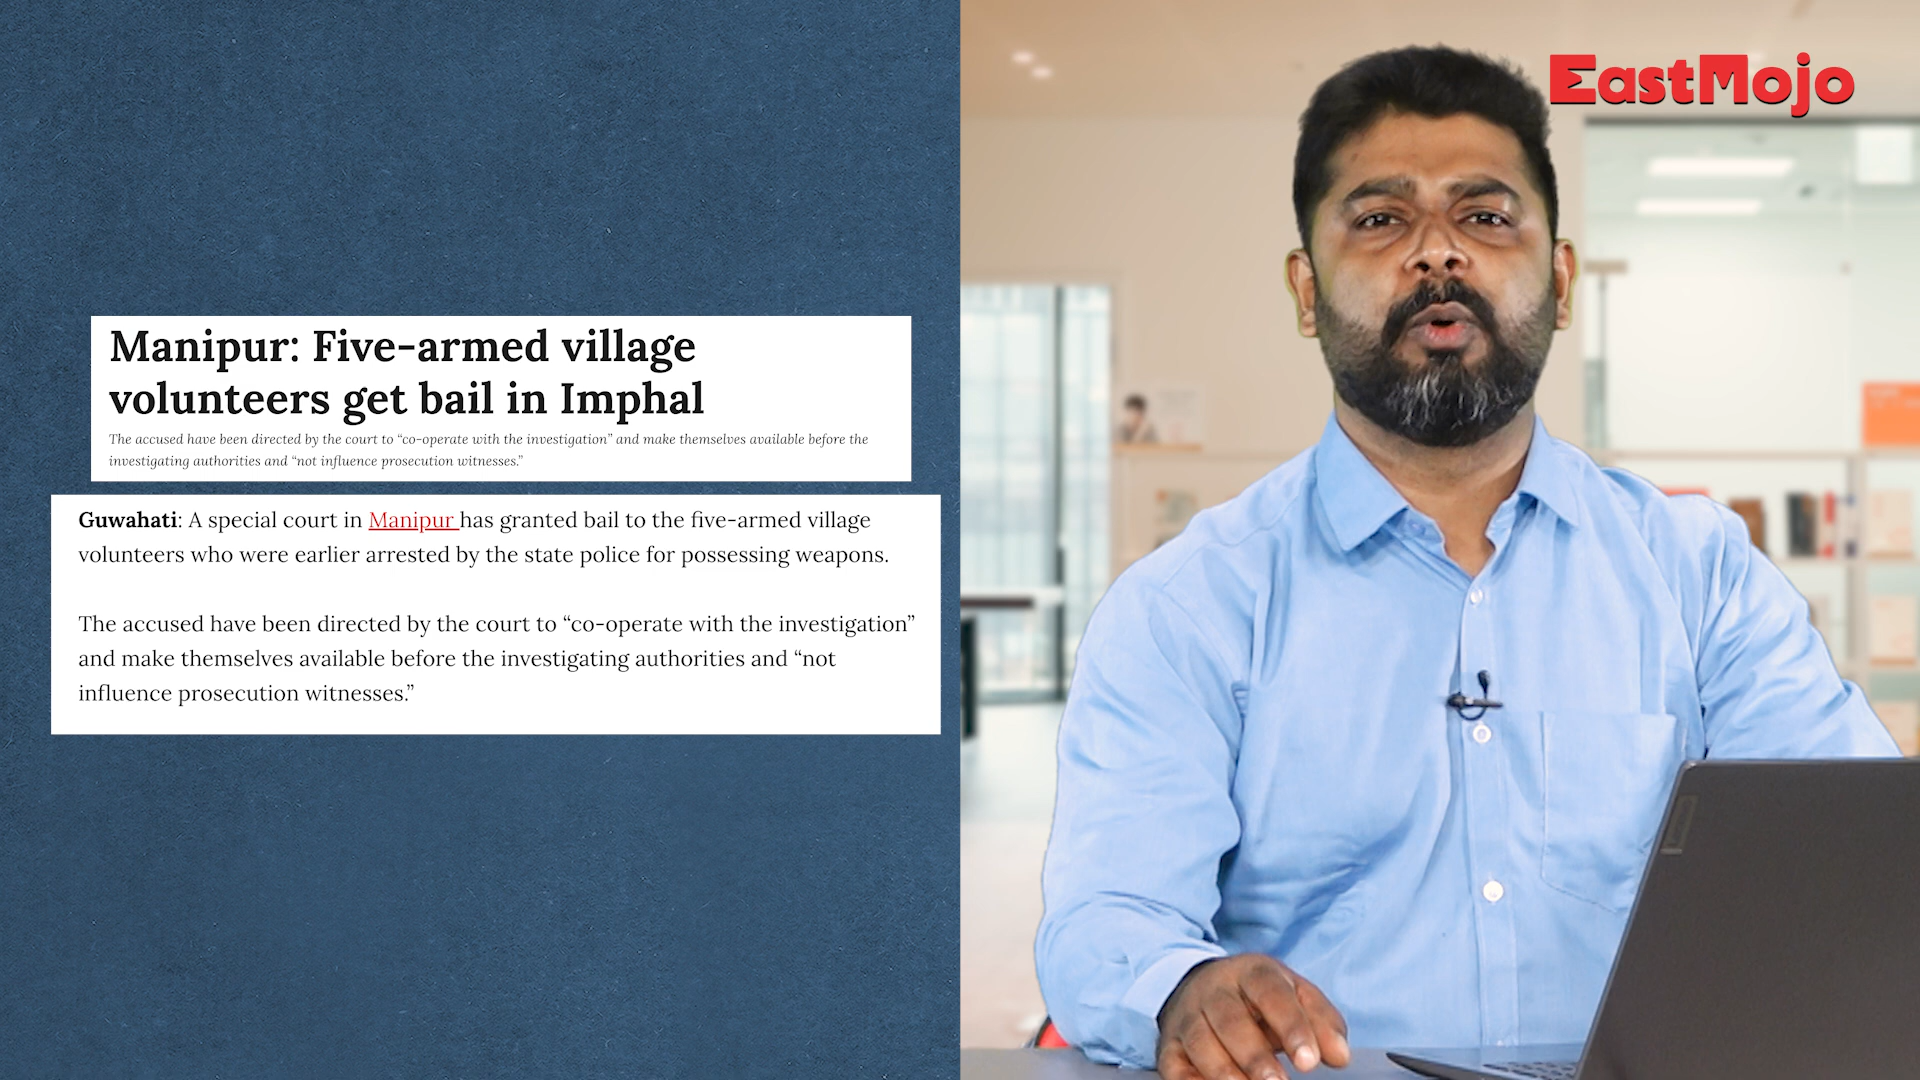 Manipur: Five-armed village
volunteers get bail in Imphal
The accused have been directed by the court to “co-operate with the investigation” and make themselves available before the
investigating authorities and “not influence prosecution witnesses.”
Guwahati: A special court in Manipur has granted bail to the five-armed village
volunteers who were earlier arrested by the state police for possessing weapons.
The accused have been directed by the court to “co-operate with the investigation”
and make themselves available before the investigating authorities and “not
influence prosecution witnesses.”
EastMojo